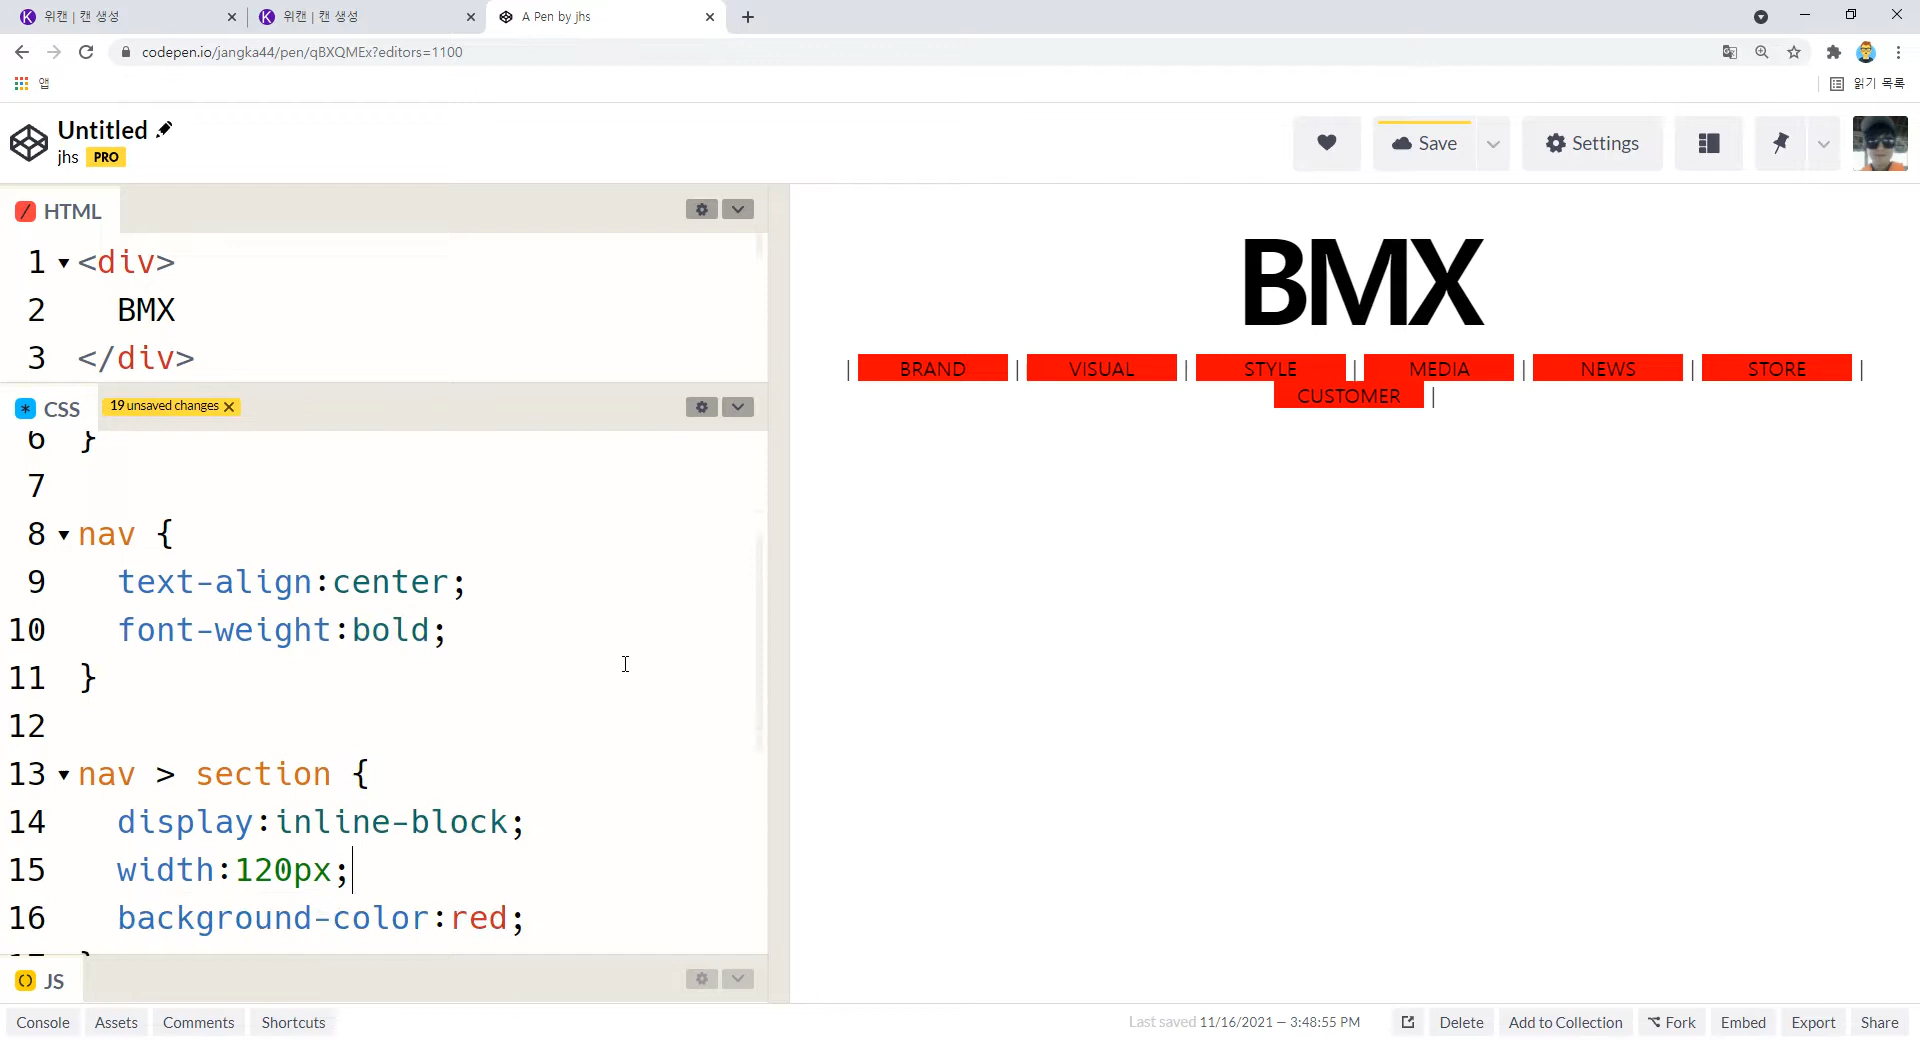 위캔 | 캔 생성
위캔 | 캔 생성
A Pen by jhs
codepen.io/jangka44/pen/qBXQMEx?editors=1100
앱
읽기 목록
Untitled
jhs PRO
Save
Settings
HTML
1 <div>
2 BMX
3 </div>
CSS
19 unsaved changes
6 }
7
8 nav {
9 text-align:center;
10 font-weight:bold;
11 }
12
13 nav > section {
14 display:inline-block;
15 width:120px;
16 background-color:red;
JS
BMX
| BRAND | VISUAL | STYLE | MEDIA | NEWS | STORE |
CUSTOMER |
Console Assets Comments Shortcuts
Last saved 11/16/2021 — 3:48:55 PM
Delete Add to Collection Fork Embed Export Share